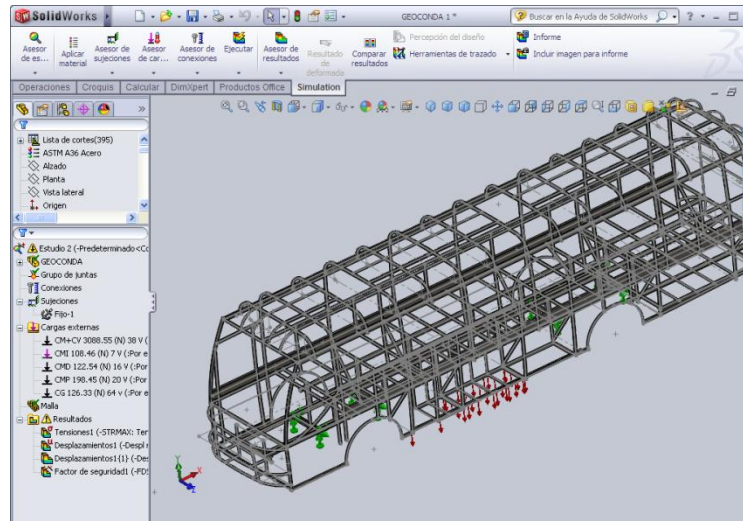 SolidWorks
GEOCONDA 1 *
Buscar en la Ayuda de SolidWorks
Asesor de es...
Aplicar material
Asesor de sujeciones
Asesor de car...
Asesor de conexiones
Ejecutar
Asesor de resultados
Resultado de deformada
Comparar resultados
Percepción del diseño
Herramientas de trazado
Informe
Incluir imagen para informe
Operaciones Croquis Calcular DimXpert Productos Office Simulation
Lista de cortes(395)
ASTM A36 Acero
Alzado
Planta
Vista lateral
Origen
Estudio 2 (-Predeterminado<Co
GEOCONDA
Grupo de juntas
Conexiones
Sujeciones
Fijo-1
Cargas externas
CM+CV 3088.55 (N) 38 V (
CMI 108.46 (N) 7 V (:Por e
CMD 122.54 (N) 16 V (:Por
CMP 198.45 (N) 20 V (:Por
CG 126.33 (N) 64 v (:Por e
Malla
Resultados
Tensiones1 (-STRMAX: Ter
Desplazamientos1 (-Despl r
Desplazamientos1{1} (-Des
Factor de seguridad1 (-FDS